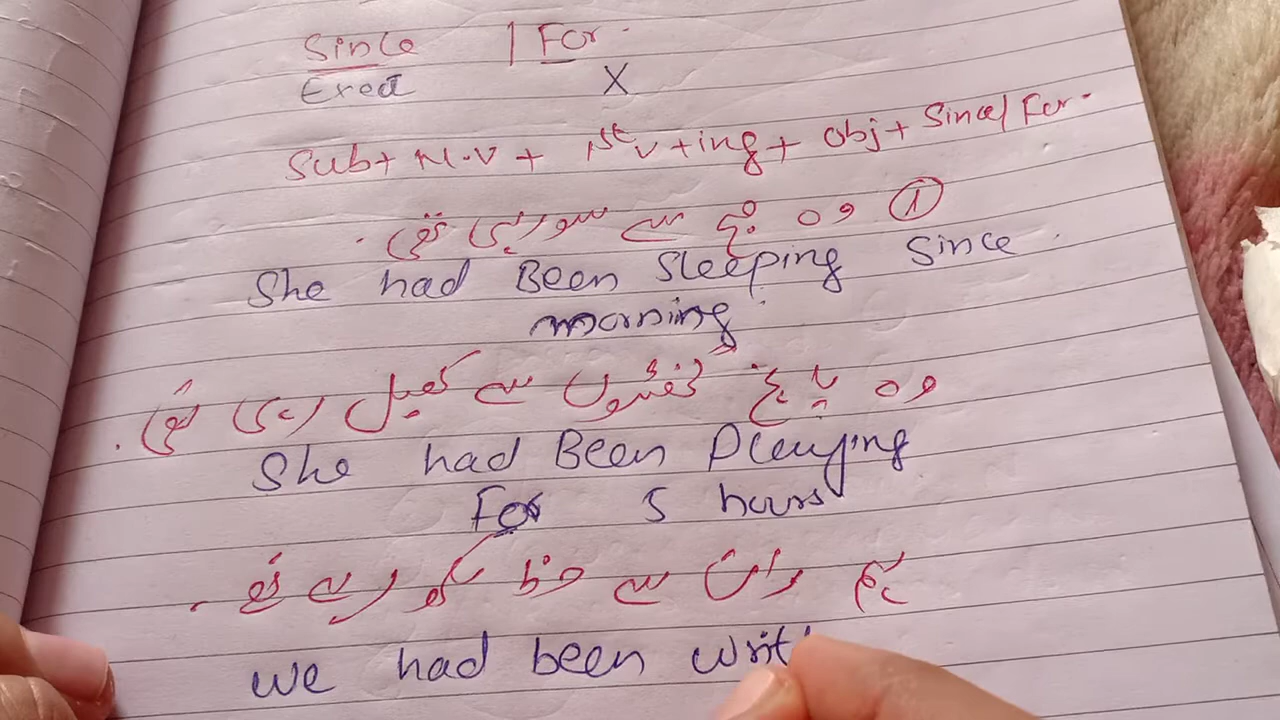 Since | For.
Exect X
Sub + H.V + 1st v + ing + Obj + Since/For.
① وہ صبح سے سو رہی تھی.
She had Been Sleeping Since.
morning
وہ پانچ گھنٹوں سے کھیل رہی تھی.
She had Been Playing
For 5 hours
ہم رات سے خط لکھ رہے تھے.
we had been writ